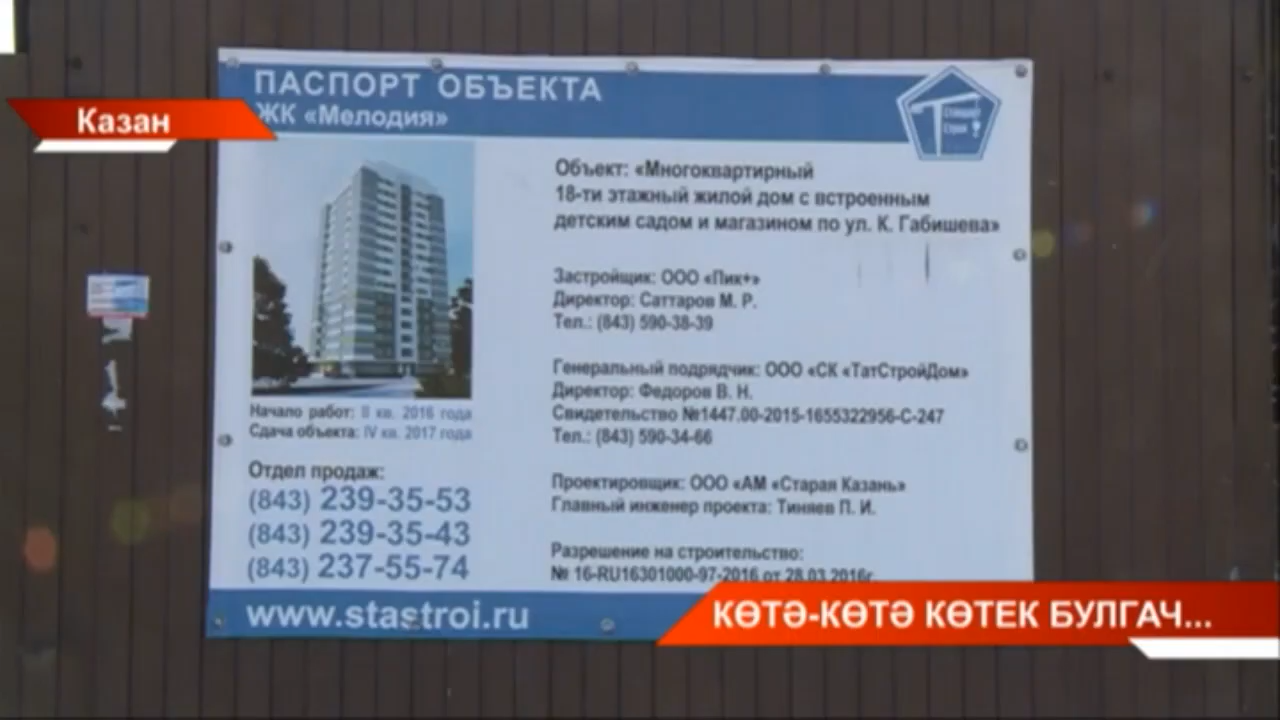 Казан
ПАСПОРТ ОБЪЕКТА
ЖК «Мелодия»
Объект: «Многоквартирный
18-ти этажный жилой дом с встроенным
детским садом и магазином по ул. К. Габишева»
Застройщик: ООО «Пик+»
Директор: Саттаров М. Р.
Тел.: (843) 590-38-39
Генеральный подрядчик: ООО «СК «ТатСтройДом»
Директор: Федоров В. Н.
Свидетельство №1447.00-2015-1655322956-С-247
Тел.: (843) 590-34-66
Проектировщик: ООО «АМ «Старая Казань»
Главный инженер проекта: Тиняев П. И.
Разрешение на строительство:
№ 16-RU16301000-97-2016 от 28.03.2016г.
Начало работ: II кв. 2016 года
Сдача объекта: IV кв. 2017 года
Отдел продаж:
(843) 239-35-53
(843) 239-35-43
(843) 237-55-74
www.stastroi.ru
КӨТӘ-КӨТӘ КӨТЕК БУЛГАЧ...